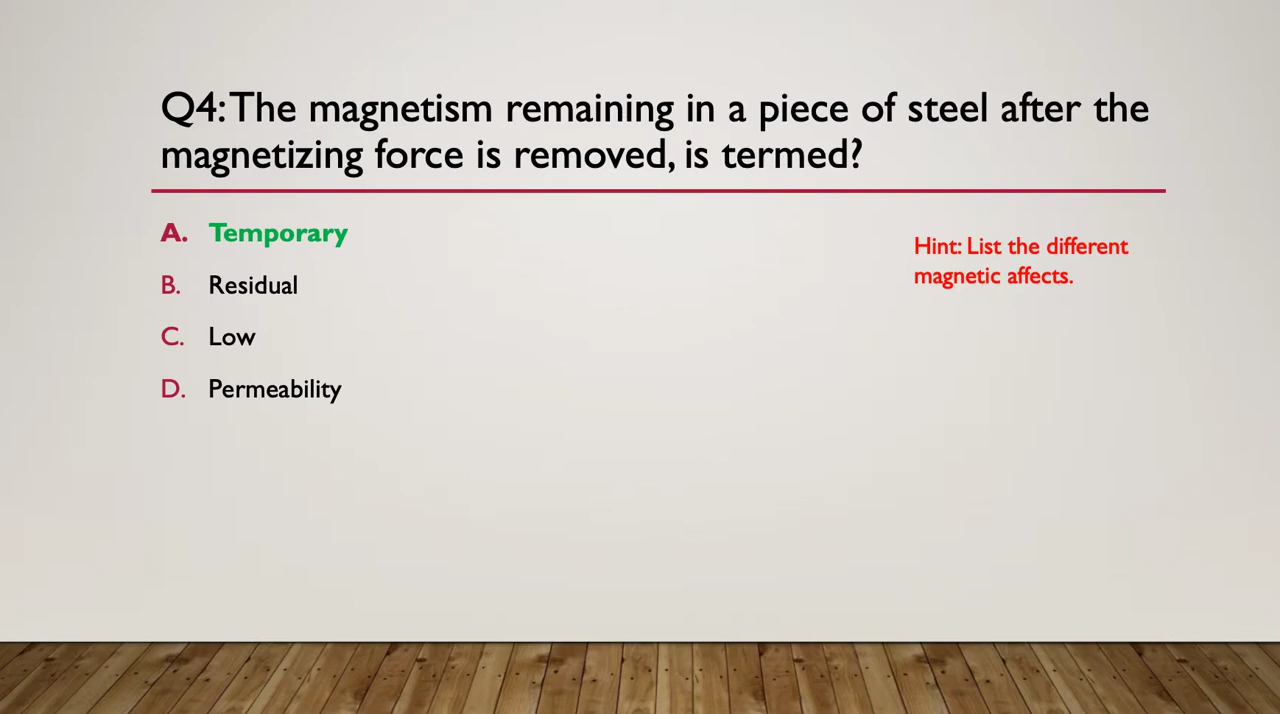 Q4: The magnetism remaining in a piece of steel after the
magnetizing force is removed, is termed?
A. Temporary
B. Residual
C. Low
D. Permeability
Hint: List the different
magnetic affects.